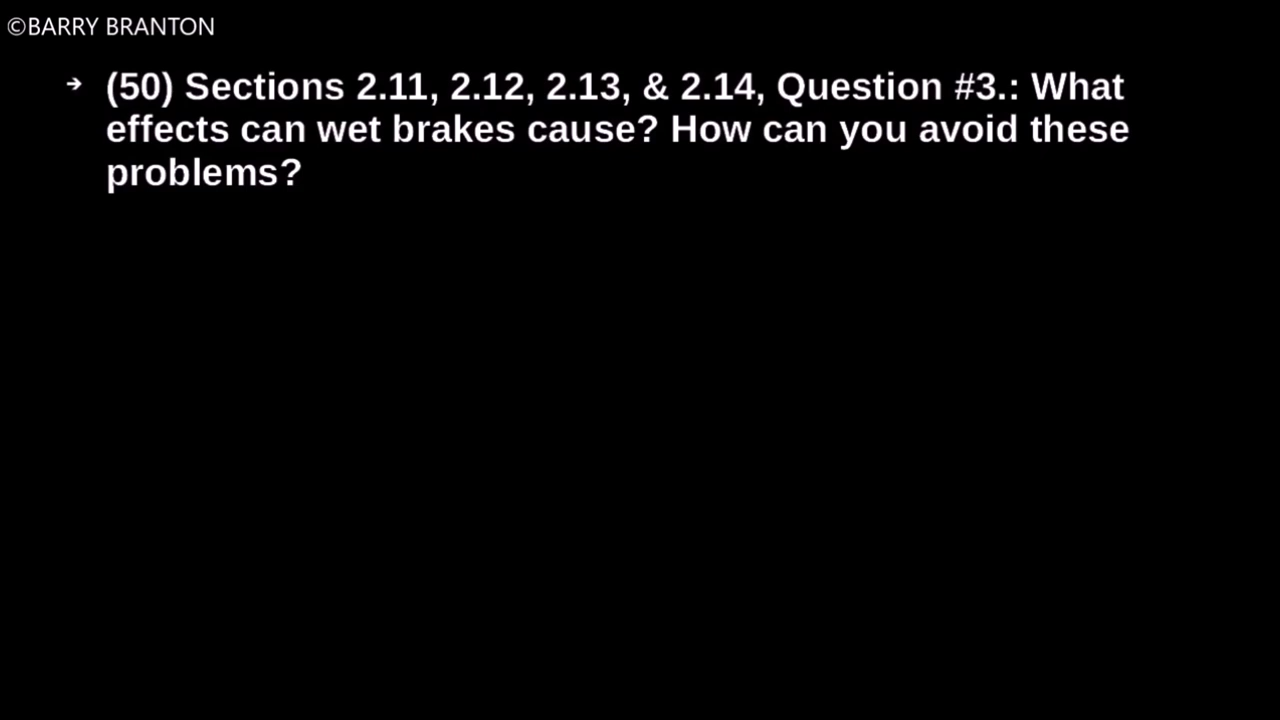 ©BARRY BRANTON
➔ (50) Sections 2.11, 2.12, 2.13, & 2.14, Question #3.: What
effects can wet brakes cause? How can you avoid these
problems?